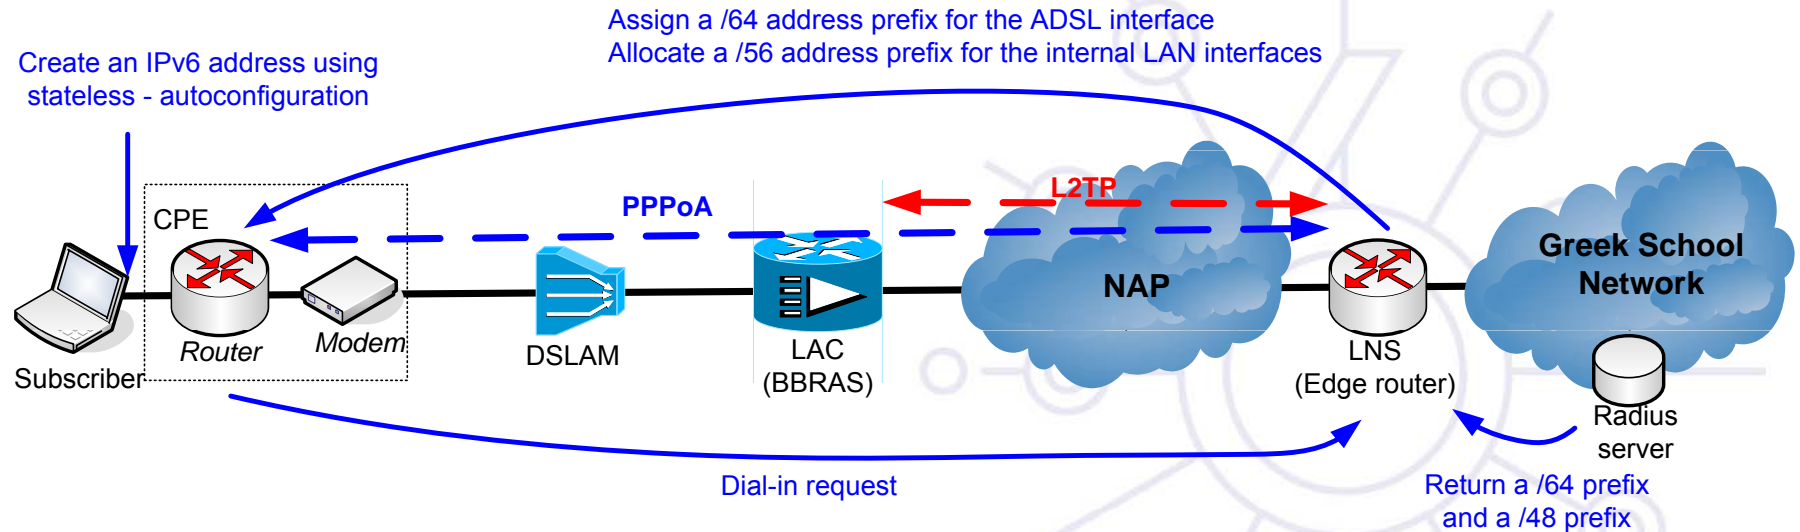 Assign a /64 address prefix for the ADSL interface
Allocate a /56 address prefix for the internal LAN interfaces
Create an IPv6 address using
stateless - autoconfiguration
CPE
PPPoA
L2TP
NAP
Greek School
Network
Router
Modem
Subscriber
DSLAM
LAC
(BBRAS)
LNS
(Edge router)
Radius
server
Dial-in request
Return a /64 prefix
and a /48 prefix